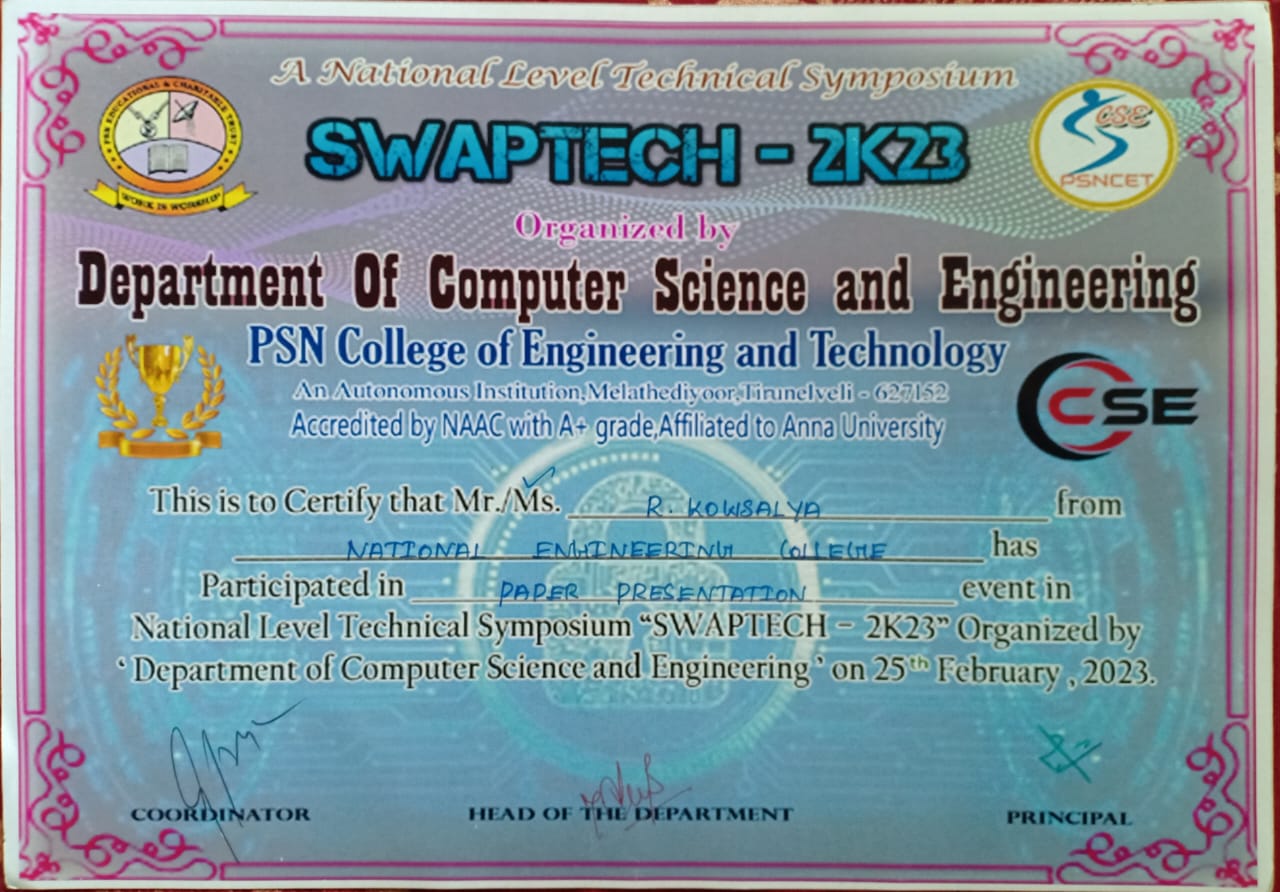 A National Level Technical Symposium
PSN EDUCATIONAL & CHARITABLE TRUST
WORK IS WORSHIP
SWAPTECH - 2K23
CSE
PSNCET
Organized by
Department Of Computer Science and Engineering
PSN College of Engineering and Technology
An Autonomous Institution,Melathediyoor,Tirunelveli - 627152
Accredited by NAAC with A+ grade,Affiliated to Anna University
CSE
This is to Certify that Mr./Ms. R. KOWSALYA from
NATIONAL ENGINEERING COLLEGE has
Participated in PAPER PRESENTATION event in
National Level Technical Symposium “SWAPTECH - 2K23” Organized by
‘ Department of Computer Science and Engineering ’ on 25th February , 2023.
COORDINATOR HEAD OF THE DEPARTMENT PRINCIPAL